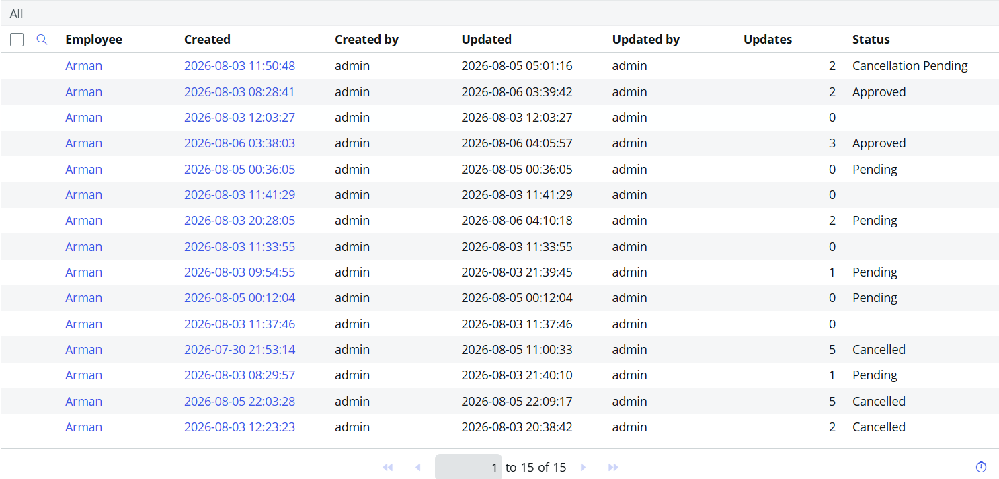 All
Employee Created Created by Updated Updated by Updates Status
Arman 2026-08-03 11:50:48 admin 2026-08-05 05:01:16 admin 2 Cancellation Pending
Arman 2026-08-03 08:28:41 admin 2026-08-06 03:39:42 admin 2 Approved
Arman 2026-08-03 12:03:27 admin 2026-08-03 12:03:27 admin 0
Arman 2026-08-06 03:38:03 admin 2026-08-06 04:05:57 admin 3 Approved
Arman 2026-08-05 00:36:05 admin 2026-08-05 00:36:05 admin 0 Pending
Arman 2026-08-03 11:41:29 admin 2026-08-03 11:41:29 admin 0
Arman 2026-08-03 20:28:05 admin 2026-08-06 04:10:18 admin 2 Pending
Arman 2026-08-03 11:33:55 admin 2026-08-03 11:33:55 admin 0
Arman 2026-08-03 09:54:55 admin 2026-08-03 21:39:45 admin 1 Pending
Arman 2026-08-05 00:12:04 admin 2026-08-05 00:12:04 admin 0 Pending
Arman 2026-08-03 11:37:46 admin 2026-08-03 11:37:46 admin 0
Arman 2026-07-30 21:53:14 admin 2026-08-05 11:00:33 admin 5 Cancelled
Arman 2026-08-03 08:29:57 admin 2026-08-03 21:40:10 admin 1 Pending
Arman 2026-08-05 22:03:28 admin 2026-08-05 22:09:17 admin 5 Cancelled
Arman 2026-08-03 12:23:23 admin 2026-08-03 20:38:42 admin 2 Cancelled
1 to 15 of 15